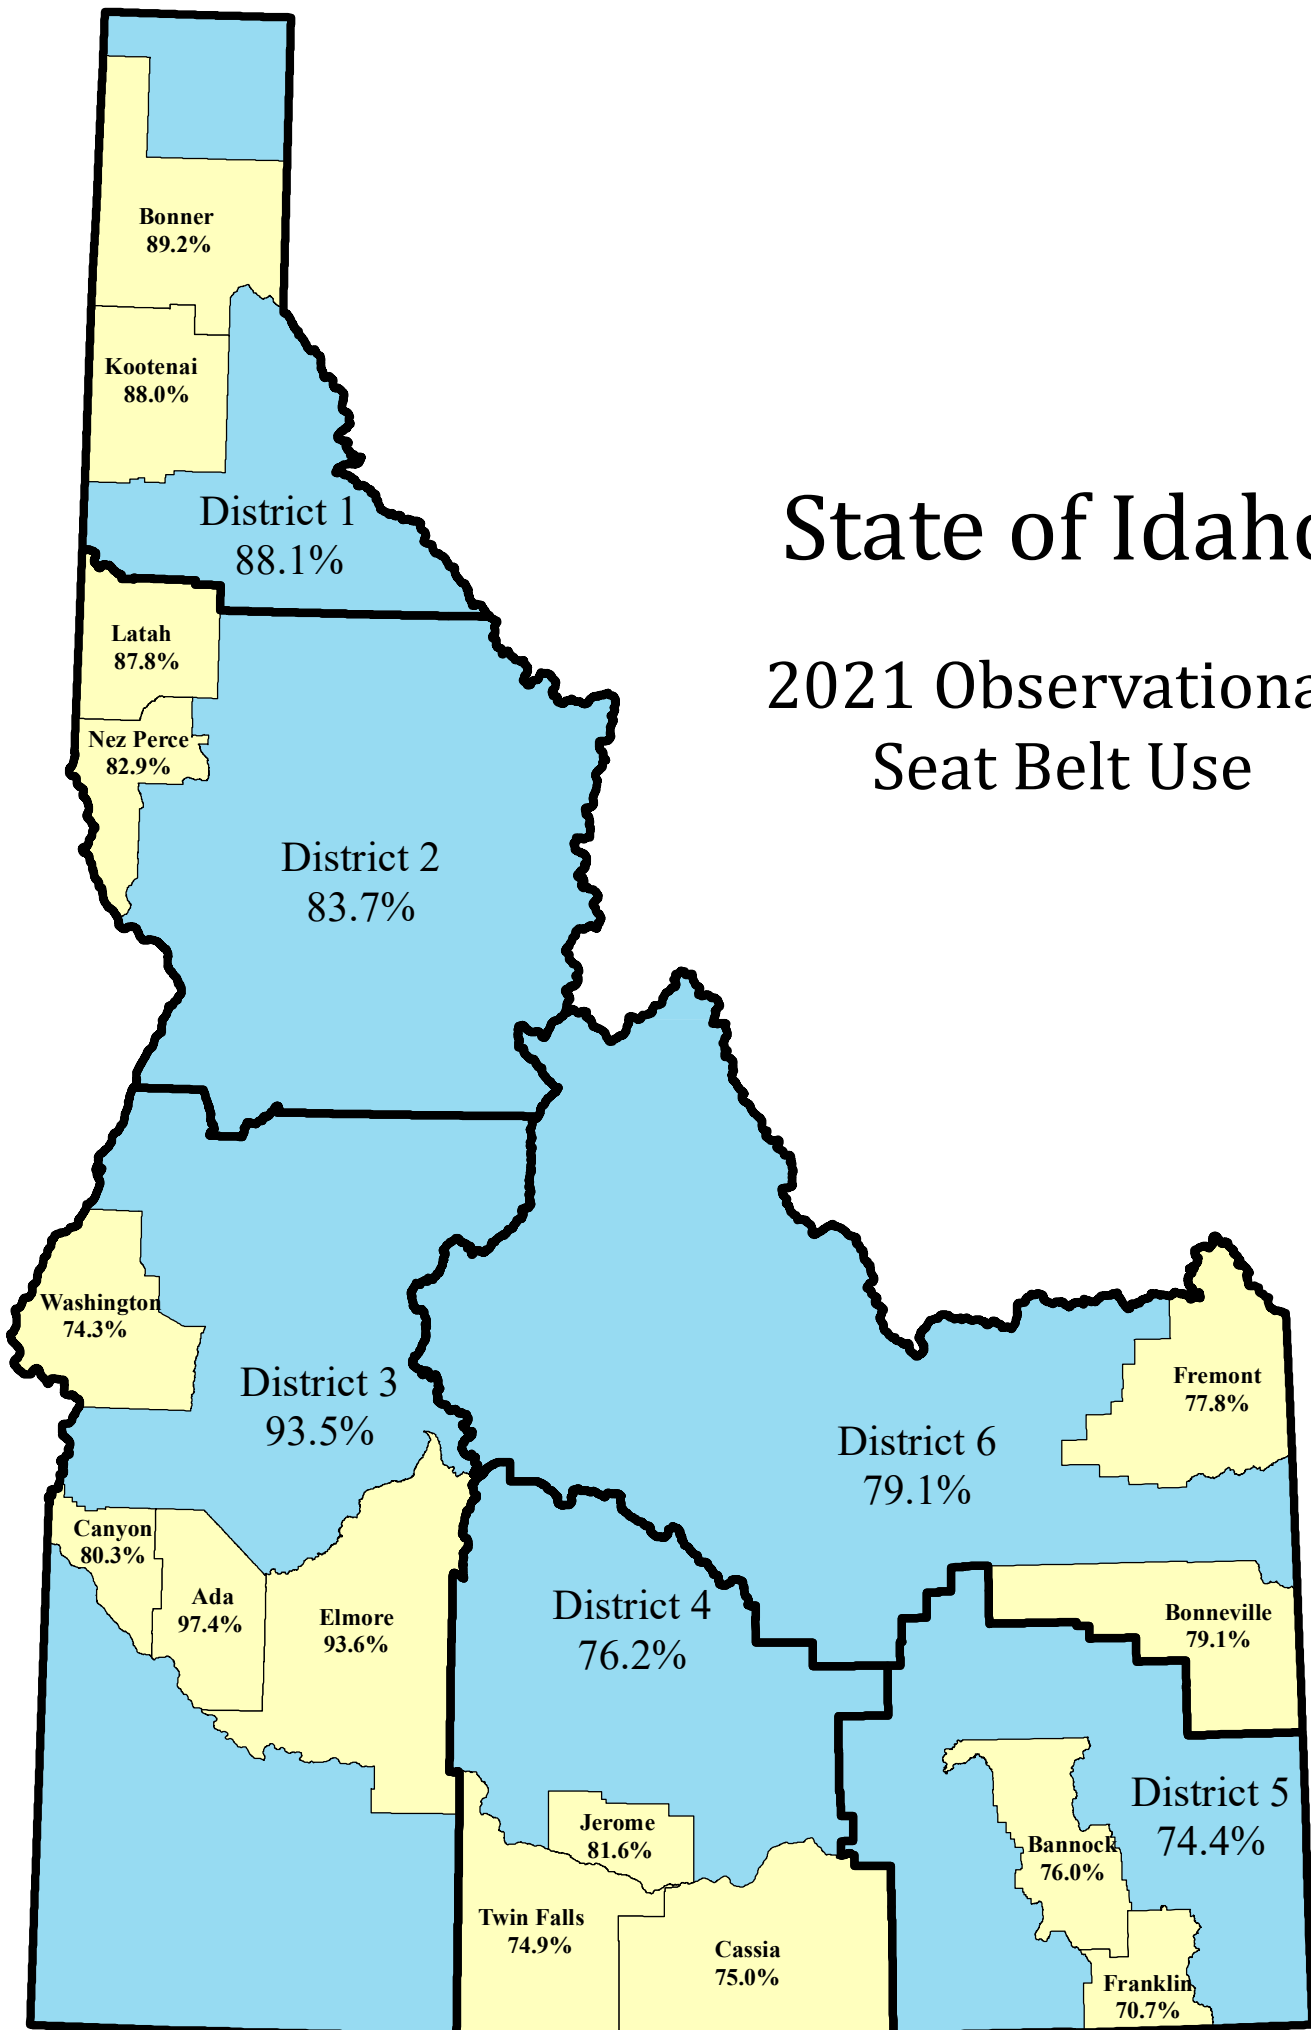 Bonner
89.2%
Kootenai
88.0%
District 1
88.1%
State of Idaho
Latah
87.8%
Nez Perce
82.9%
2021 Observationa
Seat Belt Use
District 2
83.7%
Washington
74.3%
District 3
93.5%
Fremont
77.8%
District 6
79.1%
Canyon
80.3%
Ada
97.4%
Elmore
93.6%
District 4
76.2%
Bonneville
79.1%
District 5
74.4%
Jerome
81.6%
Bannock
76.0%
Twin Falls
74.9%
Cassia
75.0%
Franklin
70.7%